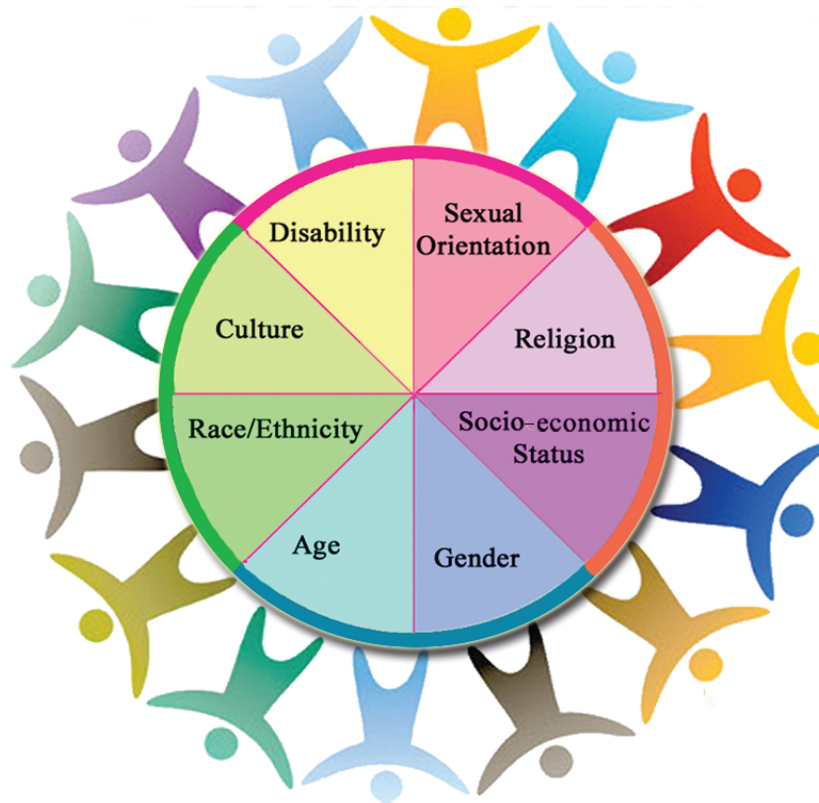 Disability
Sexual
Orientation
Culture
Religion
Race/Ethnicity
Socio-economic
Status
Age
Gender